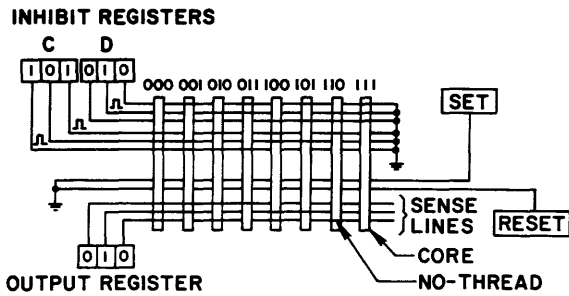 INHIBIT REGISTERS
C D
1 0 1 0 1 0
000 001 010 011 100 101 110 111
SET
SENSE
LINES
RESET
0 1 0
CORE
OUTPUT REGISTER
NO-THREAD